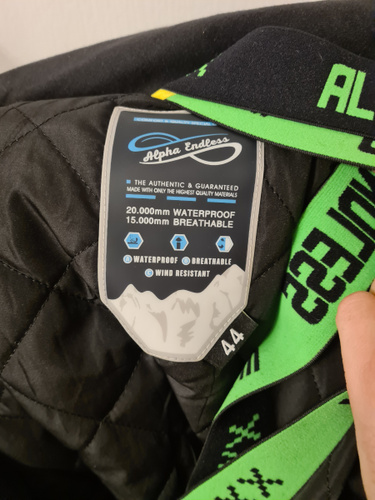 Alpha Endless
THE AUTHENTIC & GUARANTEED
MADE WITH ONLY THE HIGHEST QUALITY MATERIALS
20.000mm WATERPROOF
15.000mm BREATHABLE
WATERPROOF BREATHABLE
WIND RESISTANT
44
AL